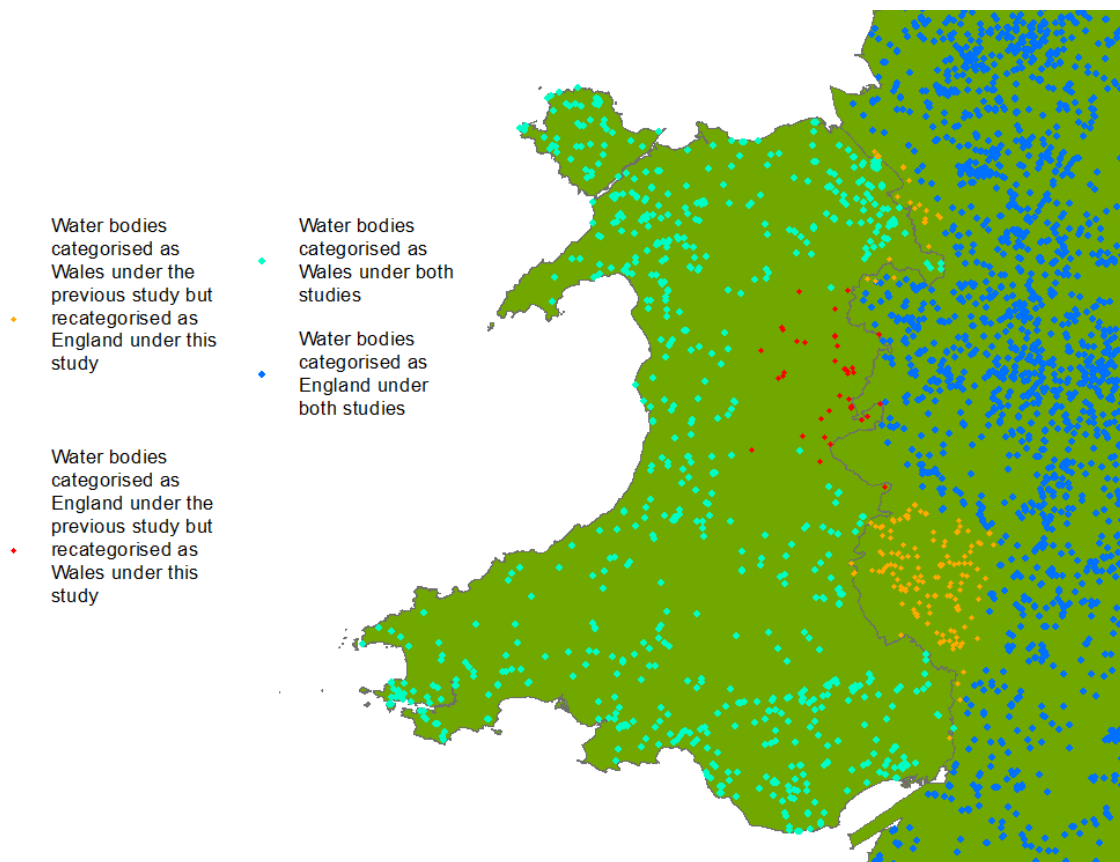 Water bodies
categorised as
Wales under the
previous study but
recategorised as
England under this
study
Water bodies
categorised as
England under the
previous study but
recategorised as
Wales under this
study
Water bodies
categorised as
Wales under both
studies
Water bodies
categorised as
England under
both studies